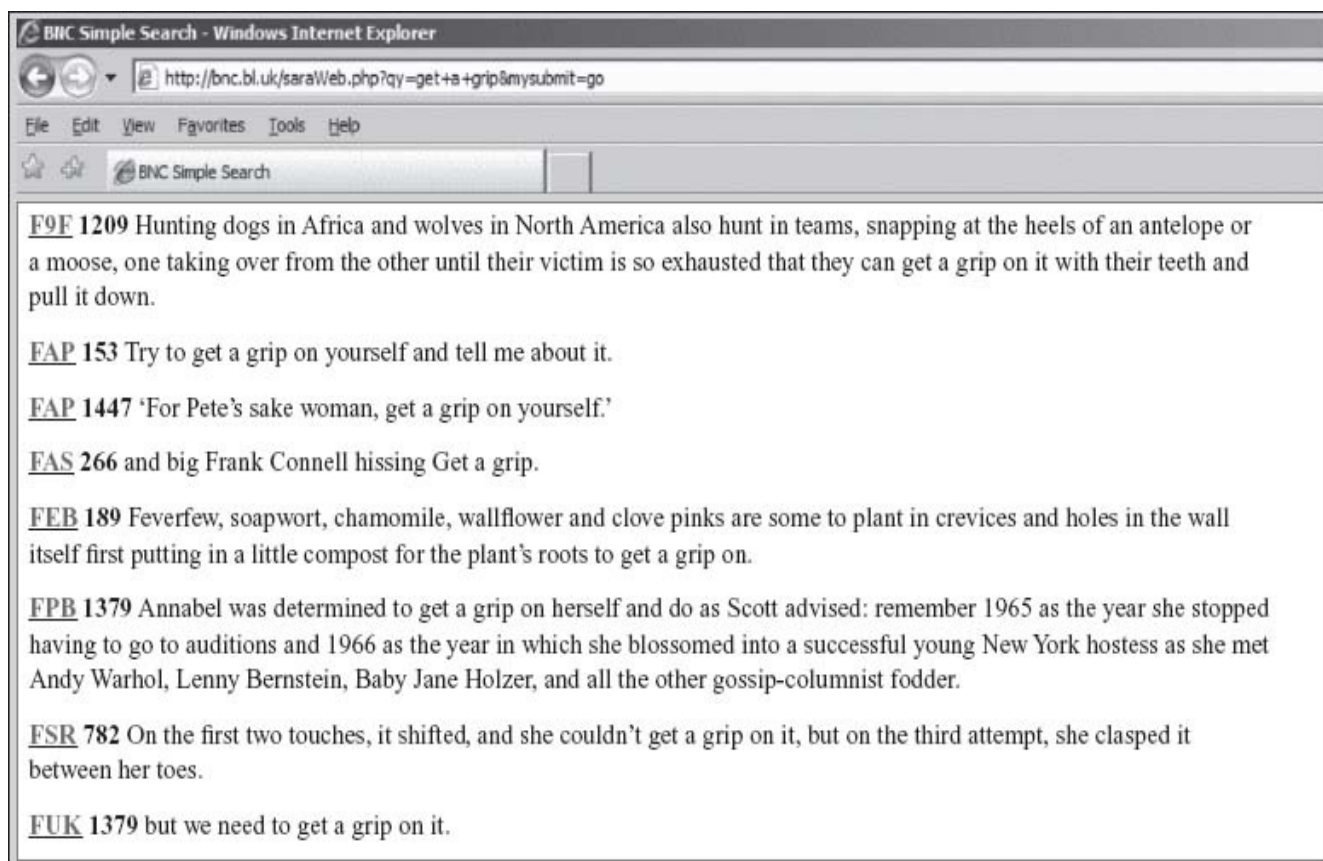 BNC Simple Search - Windows Internet Explorer
http://bnc.bl.uk/saraWeb.php?qy=get+a+grip&mysubmit=go
File Edit View Favorites Tools Help
BNC Simple Search
F9F 1209 Hunting dogs in Africa and wolves in North America also hunt in teams, snapping at the heels of an antelope or
a moose, one taking over from the other until their victim is so exhausted that they can get a grip on it with their teeth and
pull it down.
FAP 153 Try to get a grip on yourself and tell me about it.
FAP 1447 ‘For Pete’s sake woman, get a grip on yourself.’
FAS 266 and big Frank Connell hissing Get a grip.
FEB 189 Feverfew, soapwort, chamomile, wallflower and clove pinks are some to plant in crevices and holes in the wall
itself first putting in a little compost for the plant’s roots to get a grip on.
FPB 1379 Annabel was determined to get a grip on herself and do as Scott advised: remember 1965 as the year she stopped
having to go to auditions and 1966 as the year in which she blossomed into a successful young New York hostess as she met
Andy Warhol, Lenny Bernstein, Baby Jane Holzer, and all the other gossip-columnist fodder.
FSR 782 On the first two touches, it shifted, and she couldn’t get a grip on it, but on the third attempt, she clasped it
between her toes.
FUK 1379 but we need to get a grip on it.